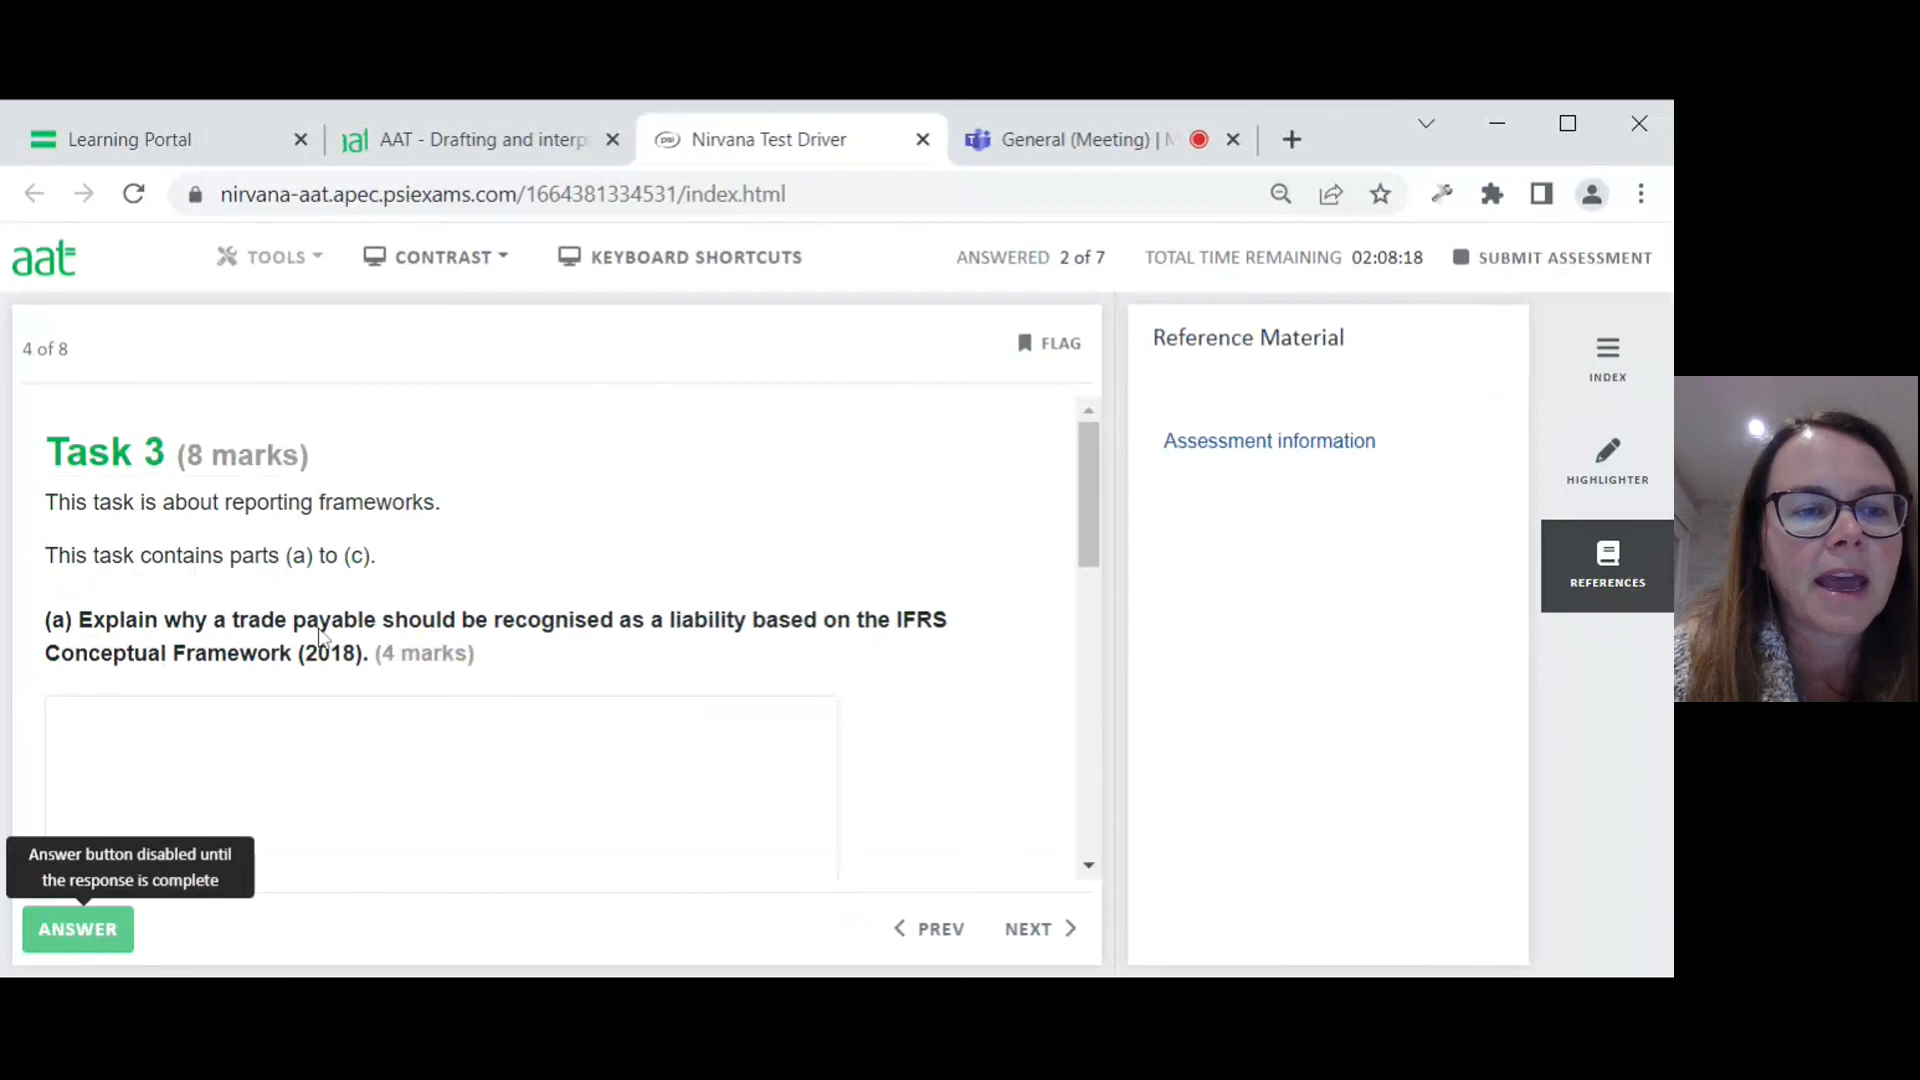 Learning Portal
AAT - Drafting and interp
psi
Nirvana Test Driver
General (Meeting) |
nirvana-aat.apec.psiexams.com/1664381334531/index.html
aat
TOOLS
CONTRAST
KEYBOARD SHORTCUTS
ANSWERED 2 of 7
TOTAL TIME REMAINING 02:08:18
SUBMIT ASSESSMENT
4 of 8
FLAG
Task 3 (8 marks)
This task is about reporting frameworks.
This task contains parts (a) to (c).
(a) Explain why a trade payable should be recognised as a liability based on the IFRS
Conceptual Framework (2018). (4 marks)
Answer button disabled until
the response is complete
ANSWER
PREV
NEXT
Reference Material
Assessment information
INDEX
HIGHLIGHTER
REFERENCES